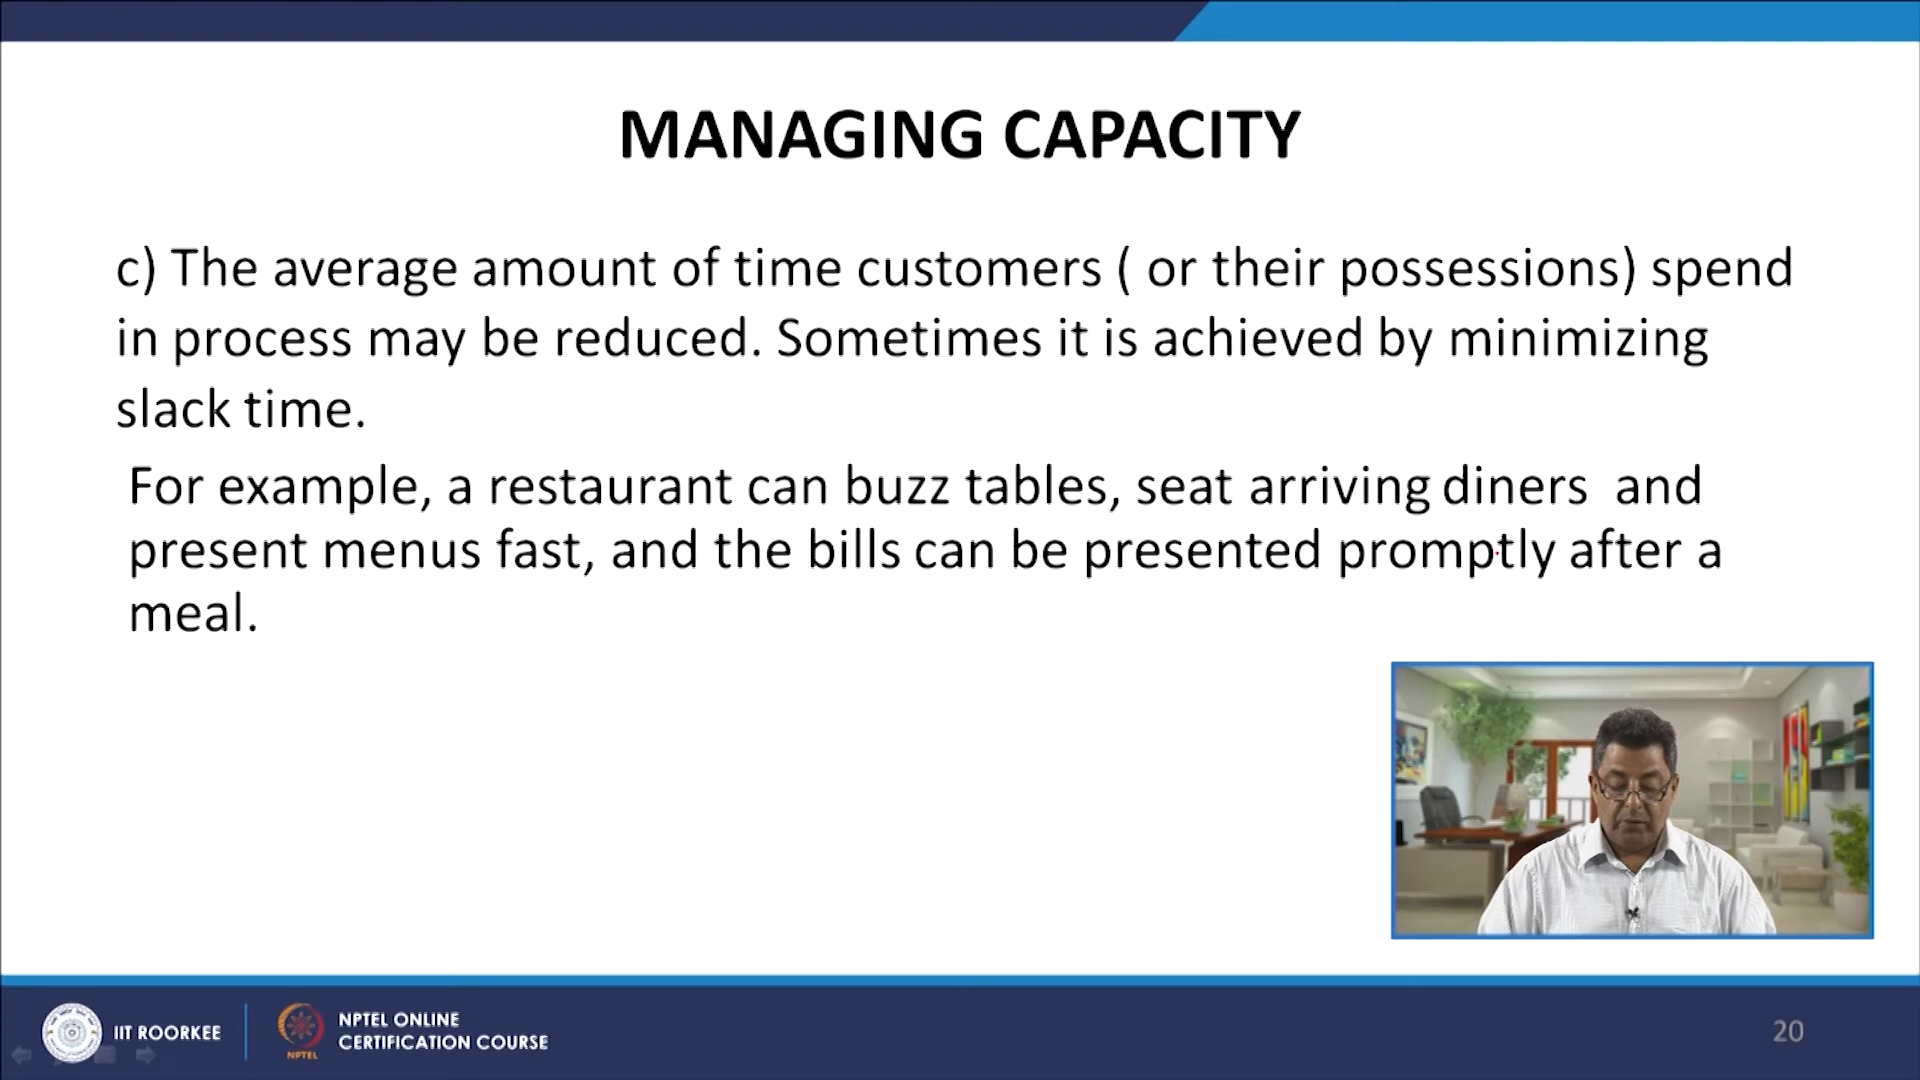 MANAGING CAPACITY
c) The average amount of time customers ( or their possessions) spend
in process may be reduced. Sometimes it is achieved by minimizing
slack time.
For example, a restaurant can buzz tables, seat arriving diners  and
present menus fast, and the bills can be presented promptly after a
meal.
IIT ROORKEE
NPTEL
NPTEL ONLINE
CERTIFICATION COURSE
20